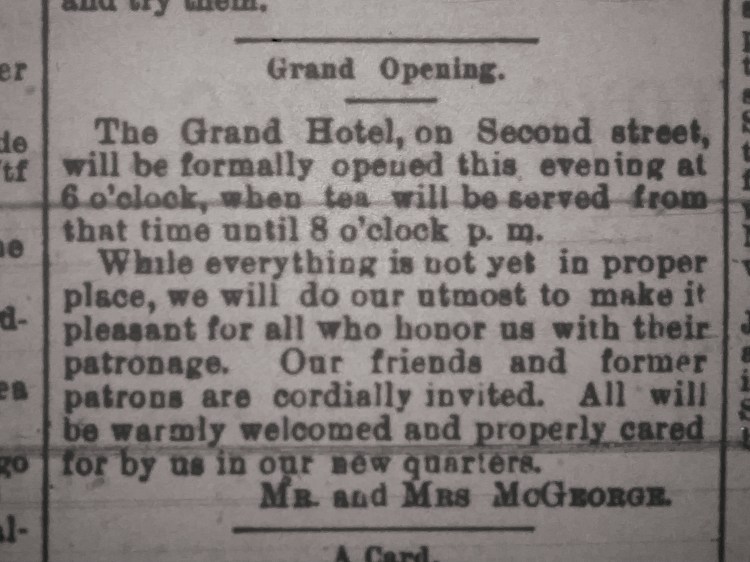 and try them.
Grand Opening.
The Grand Hotel, on Second street,
will be formally opened this evening at
6 o'clock, when tea will be served from
that time until 8 o'clock p. m.
While everything is not yet in proper
place, we will do our utmost to make it
pleasant for all who honor us with their
patronage. Our friends and former
patrons are cordially invited. All will
be warmly welcomed and properly cared
for by us in our new quarters.
MR. and MRS MCGEORGE.
A Card.